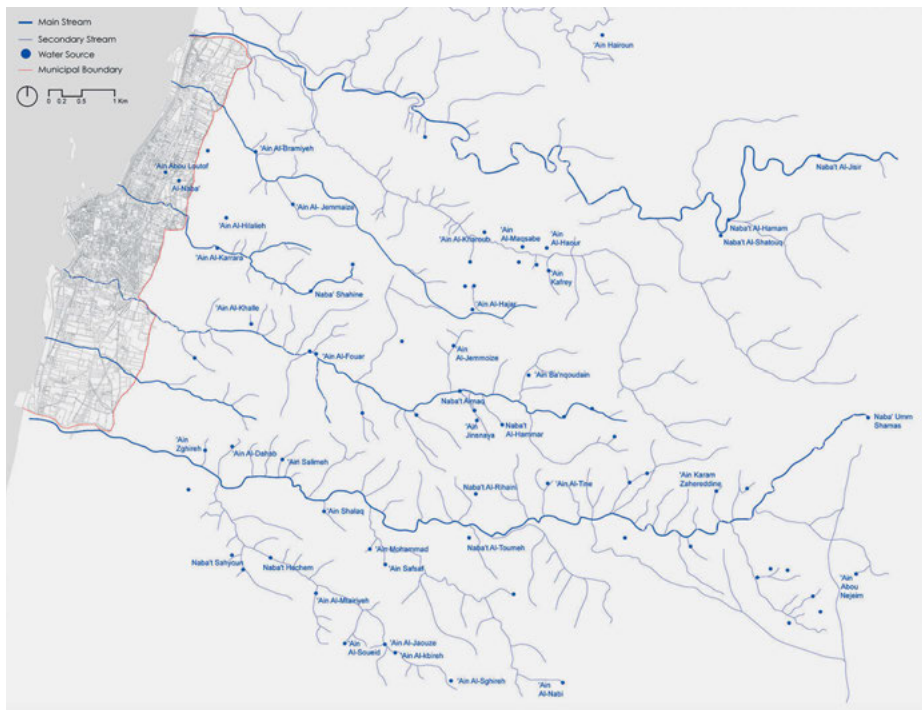 Main Stream
Secondary Stream
Water Source
Municipal Boundary
0 0.2 0.5 1 Km
'Ain Hairoun
'Ain Al-Bramiyeh
'Ain Abou Loutof
Al-Naba'
Naba't Al-Jisir
'Ain Al- Jemmaize
'Ain Al-Hilalieh
Naba't Al-Hamam
Naba't Al-Shatouq
'Ain Al-Kharoub
'Ain
Al-Maqsabe
'Ain
Al-Haour
'Ain Al-Karrara
'Ain
Kafrey
Naba' Shahine
'Ain Al-Khalle
'Ain Al-Hajar
'Ain Al-Fouar
'Ain
Al-Jemmoize
'Ain Ba'nqoudain
Naba't Almaq
'Ain
Jinsnaya
Naba't
Al-Hammar
Naba' Umm
Shamas
'Ain
Zghireh
'Ain Al-Dahab
'Ain Salimeh
Naba't Al-Rihain
'Ain Al-Tine
'Ain Karam
Zahereddine
'Ain Shalaq
Naba't Al-Toumeh
'Ain Mohammad
'Ain Safsaf
Naba't Sahyoun
Naba't Hachem
'Ain
Abou
Nejeim
'Ain Al-Mtairiyeh
'Ain
Al-Soueid
'Ain Al-Jaouze
'Ain Al-kbireh
'Ain Al-Sghireh
'Ain
Al-Nabi